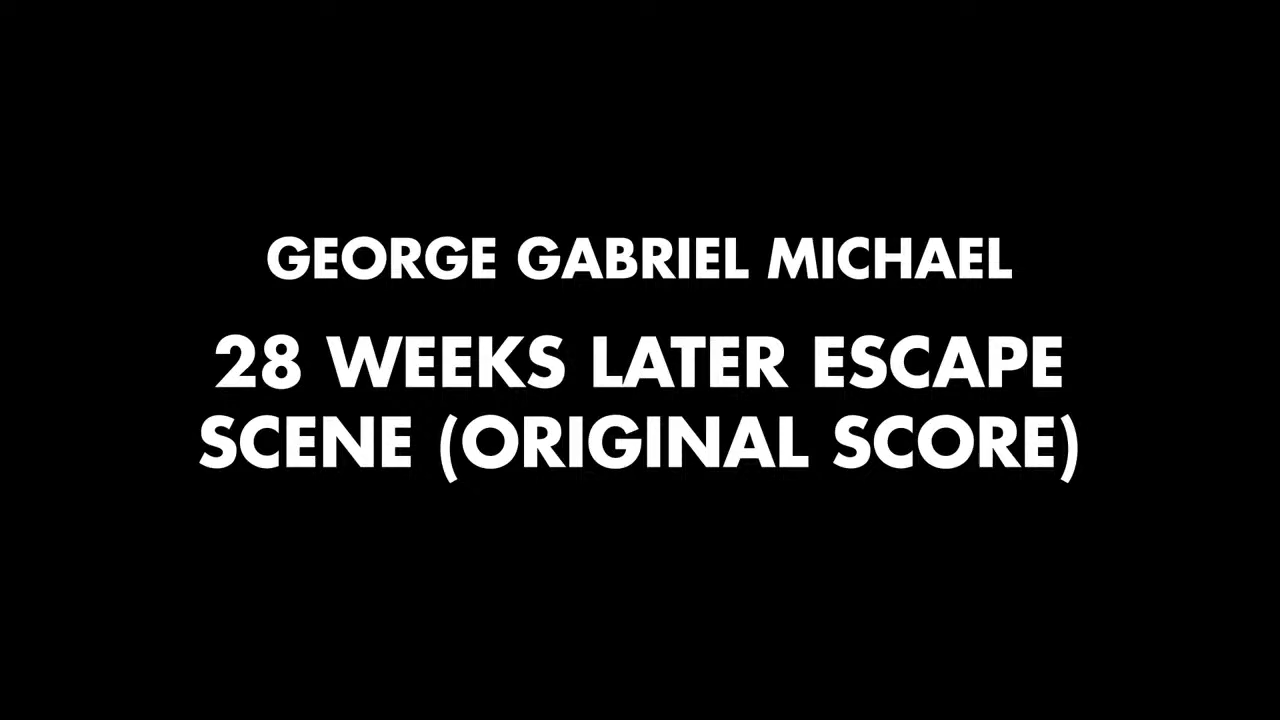 GEORGE GABRIEL MICHAEL
28 WEEKS LATER ESCAPE
SCENE (ORIGINAL SCORE)